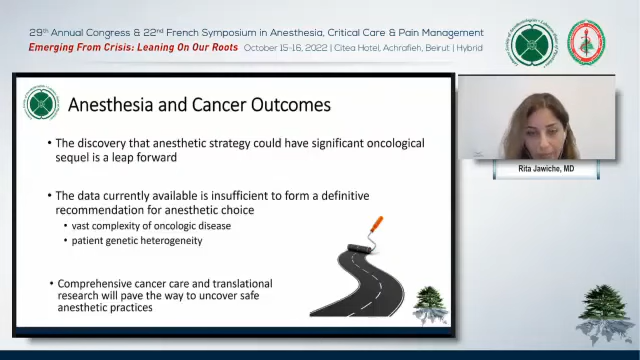 29th Annual Congress & 22nd French Symposium in Anesthesia, Critical Care & Pain Management
Emerging From Crisis: Leaning On Our Roots October 15-16, 2022 | Citea Hotel, Achrafieh, Beirut | Hybrid
Anesthesia and Cancer Outcomes
• The discovery that anesthetic strategy could have significant oncological
sequel is a leap forward
• The data currently available is insufficient to form a definitive
recommendation for anesthetic choice
• vast complexity of oncologic disease
• patient genetic heterogeneity
• Comprehensive cancer care and translational
research will pave the way to uncover safe
anesthetic practices
Rita Jawiche, MD